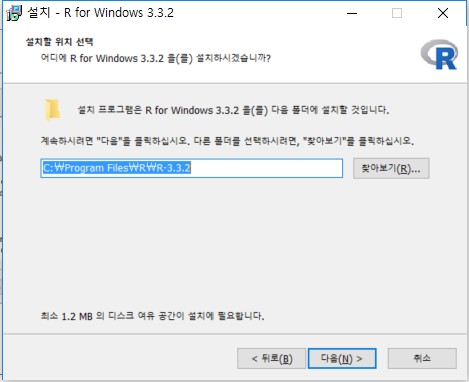 설치 - R for Windows 3.3.2
설치할 위치 선택
어디에 R for Windows 3.3.2 을(를) 설치하시겠습니까?
R
설치 프로그램은 R for Windows 3.3.2 을(를) 다음 폴더에 설치할 것입니다.
계속하시려면 "다음"을 클릭하십시오. 다른 폴더를 선택하시려면, "찾아보기"를 클릭하십시오.
C:₩Program Files₩R₩R-3.3.2 찾아보기(R)...
최소 1.2 MB 의 디스크 여유 공간이 설치에 필요합니다.
< 뒤로(B) 다음(N) > 취소